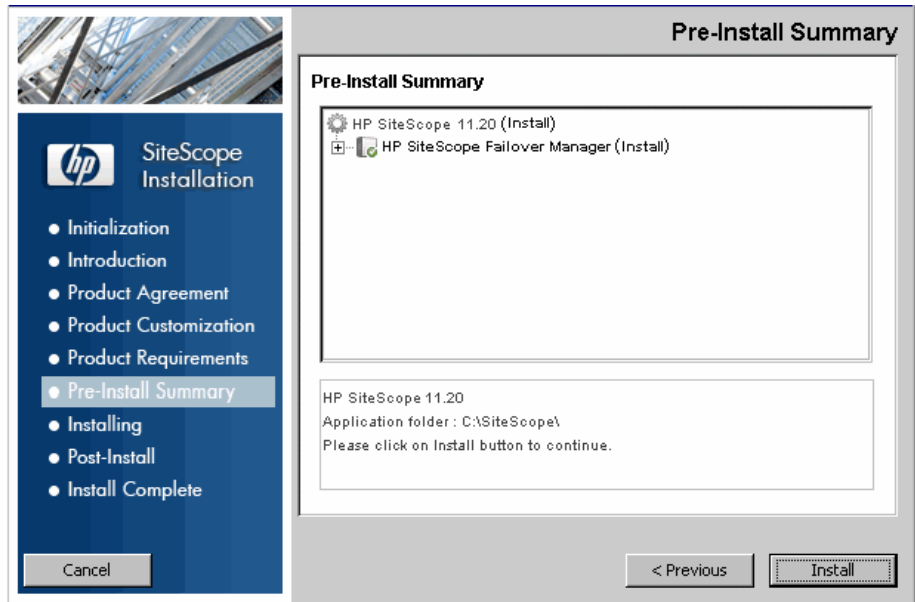 Pre-Install Summary
Pre-Install Summary
HP SiteScope 11.20 (Install)
HP SiteScope Failover Manager (Install)
hp
SiteScope
Installation
Initialization
Introduction
Product Agreement
Product Customization
Product Requirements
Pre-Install Summary
Installing
Post-Install
Install Complete
HP SiteScope 11.20
Application folder : C:\SiteScope\
Please click on Install button to continue.
Cancel
< Previous
Install